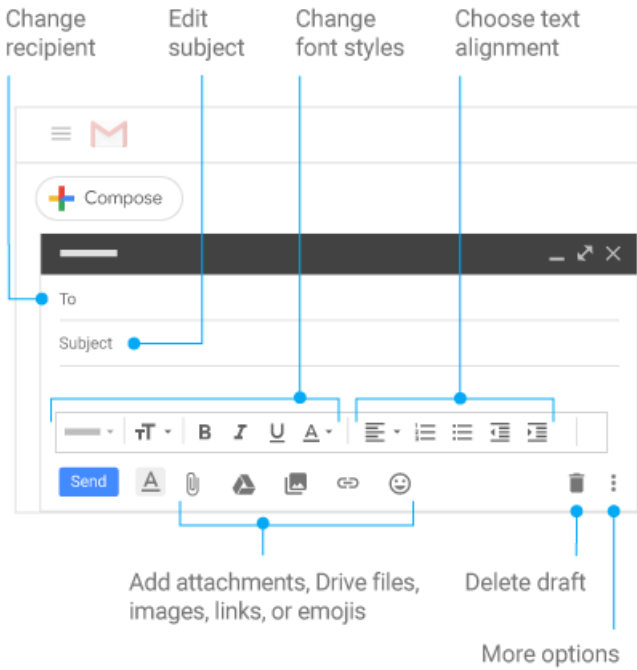 Change
recipient
Edit
subject
Change
font styles
Choose text
alignment
Compose
To
Subject
B I U A
Send A
Add attachments, Drive files,
images, links, or emojis
Delete draft
More options